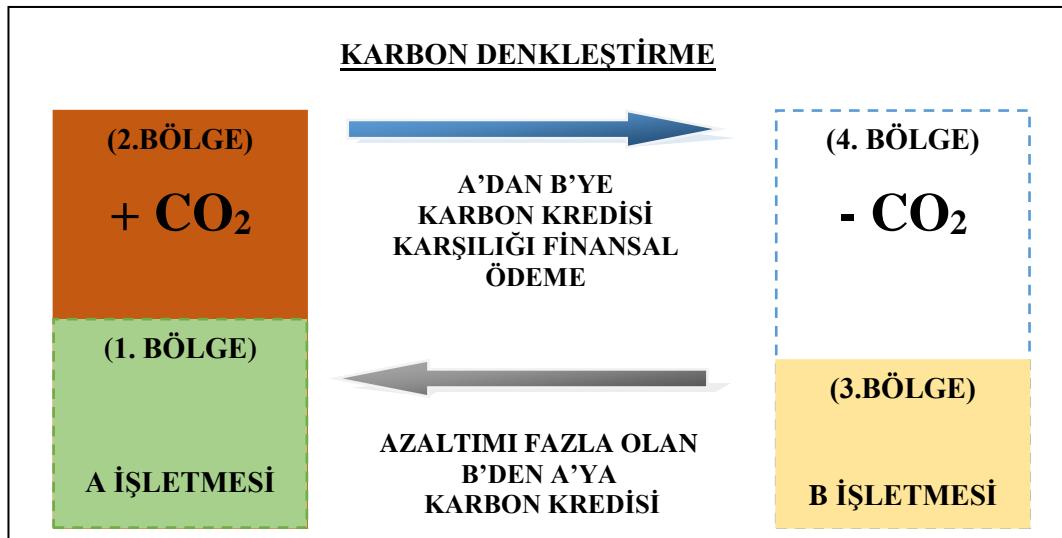 KARBON DENKLEŞTİRME
(2.BÖLGE)
+ CO₂
(1. BÖLGE)
A İŞLETMESİ
A’DAN B’YE
KARBON KREDİSİ
KARŞILIĞI FİNANSAL
ÖDEME
AZALTIMI FAZLA OLAN
B’DEN A’YA
KARBON KREDİSİ
(4. BÖLGE)
- CO₂
(3.BÖLGE)
B İŞLETMESİ